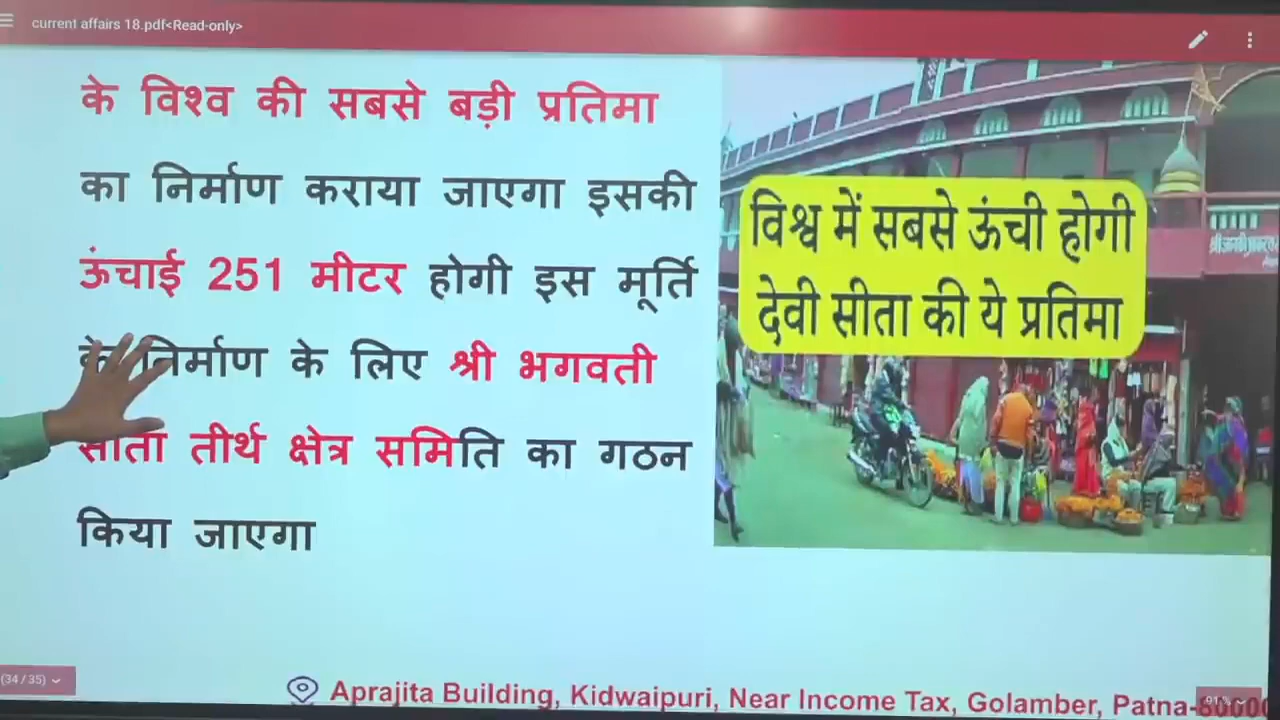 current affairs 18.pdf<Read-only>
के विश्व की सबसे बड़ी प्रतिमा
का निर्माण कराया जाएगा इसकी
ऊंचाई 251 मीटर होगी इस मूर्ति
के निर्माण के लिए श्री भगवती
सीता तीर्थ क्षेत्र समिति का गठन
किया जाएगा
विश्व में सबसे ऊंची होगी
देवी सीता की ये प्रतिमा
(34 / 35)
Aprajita Building, Kidwaipuri, Near Income Tax, Golamber, Patna-
91 %